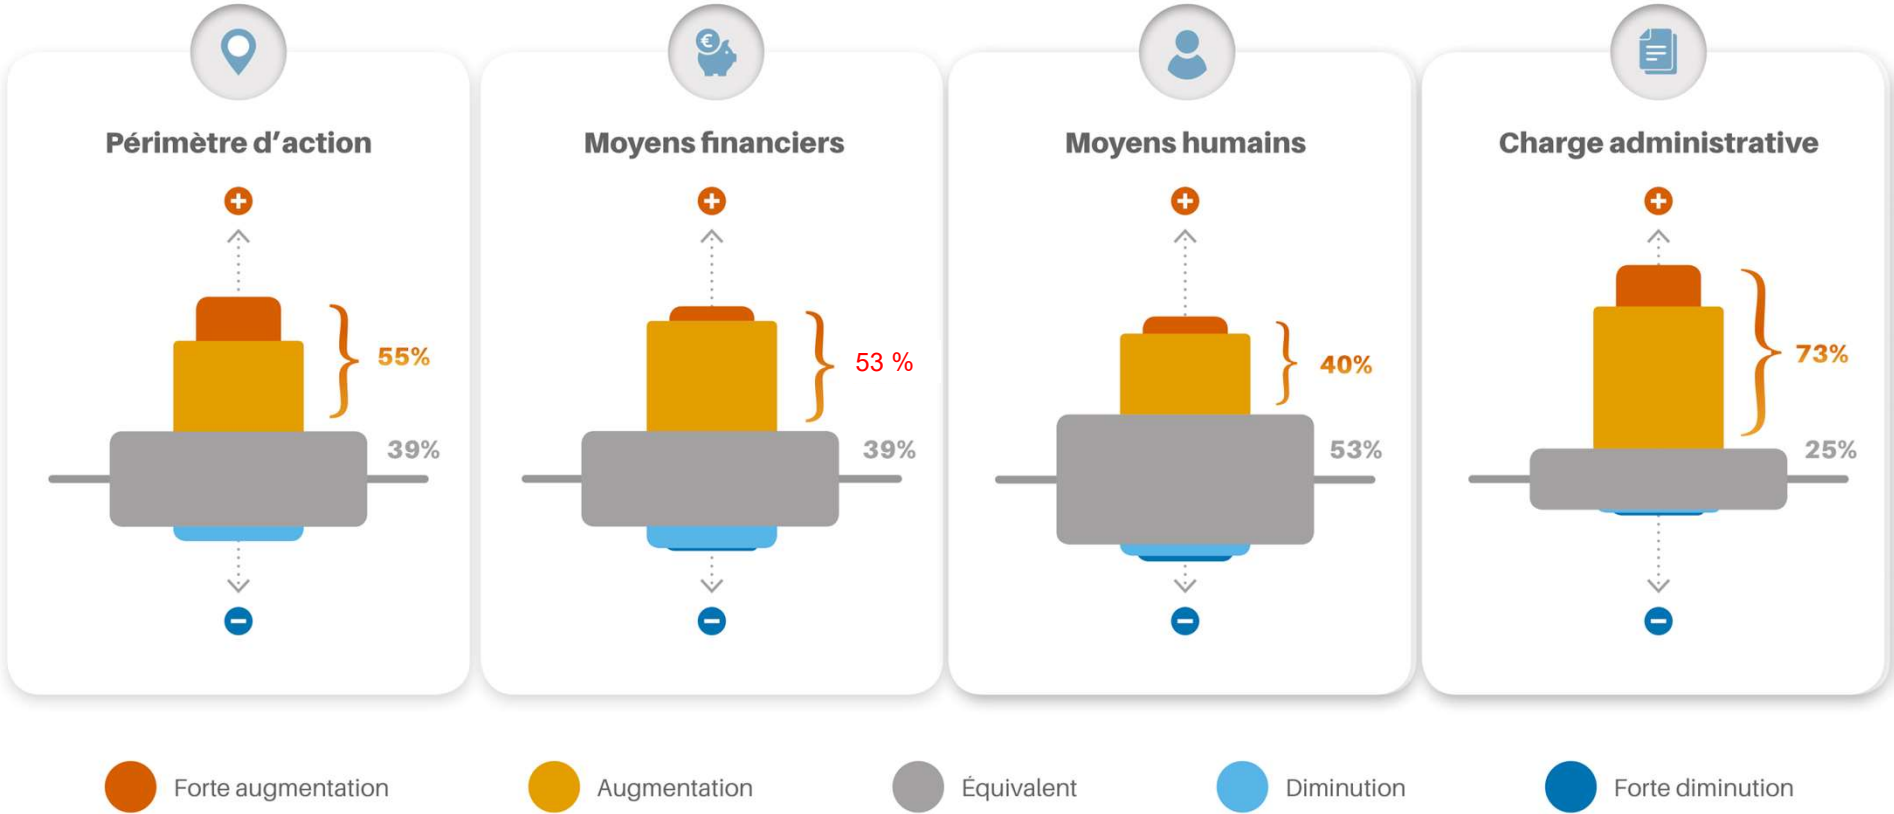 Périmètre d'action
Moyens financiers
Moyens humains
Charge administrative
55%
39%
53 %
39%
40%
53%
73%
25%
Forte augmentation
Augmentation
Équivalent
Diminution
Forte diminution